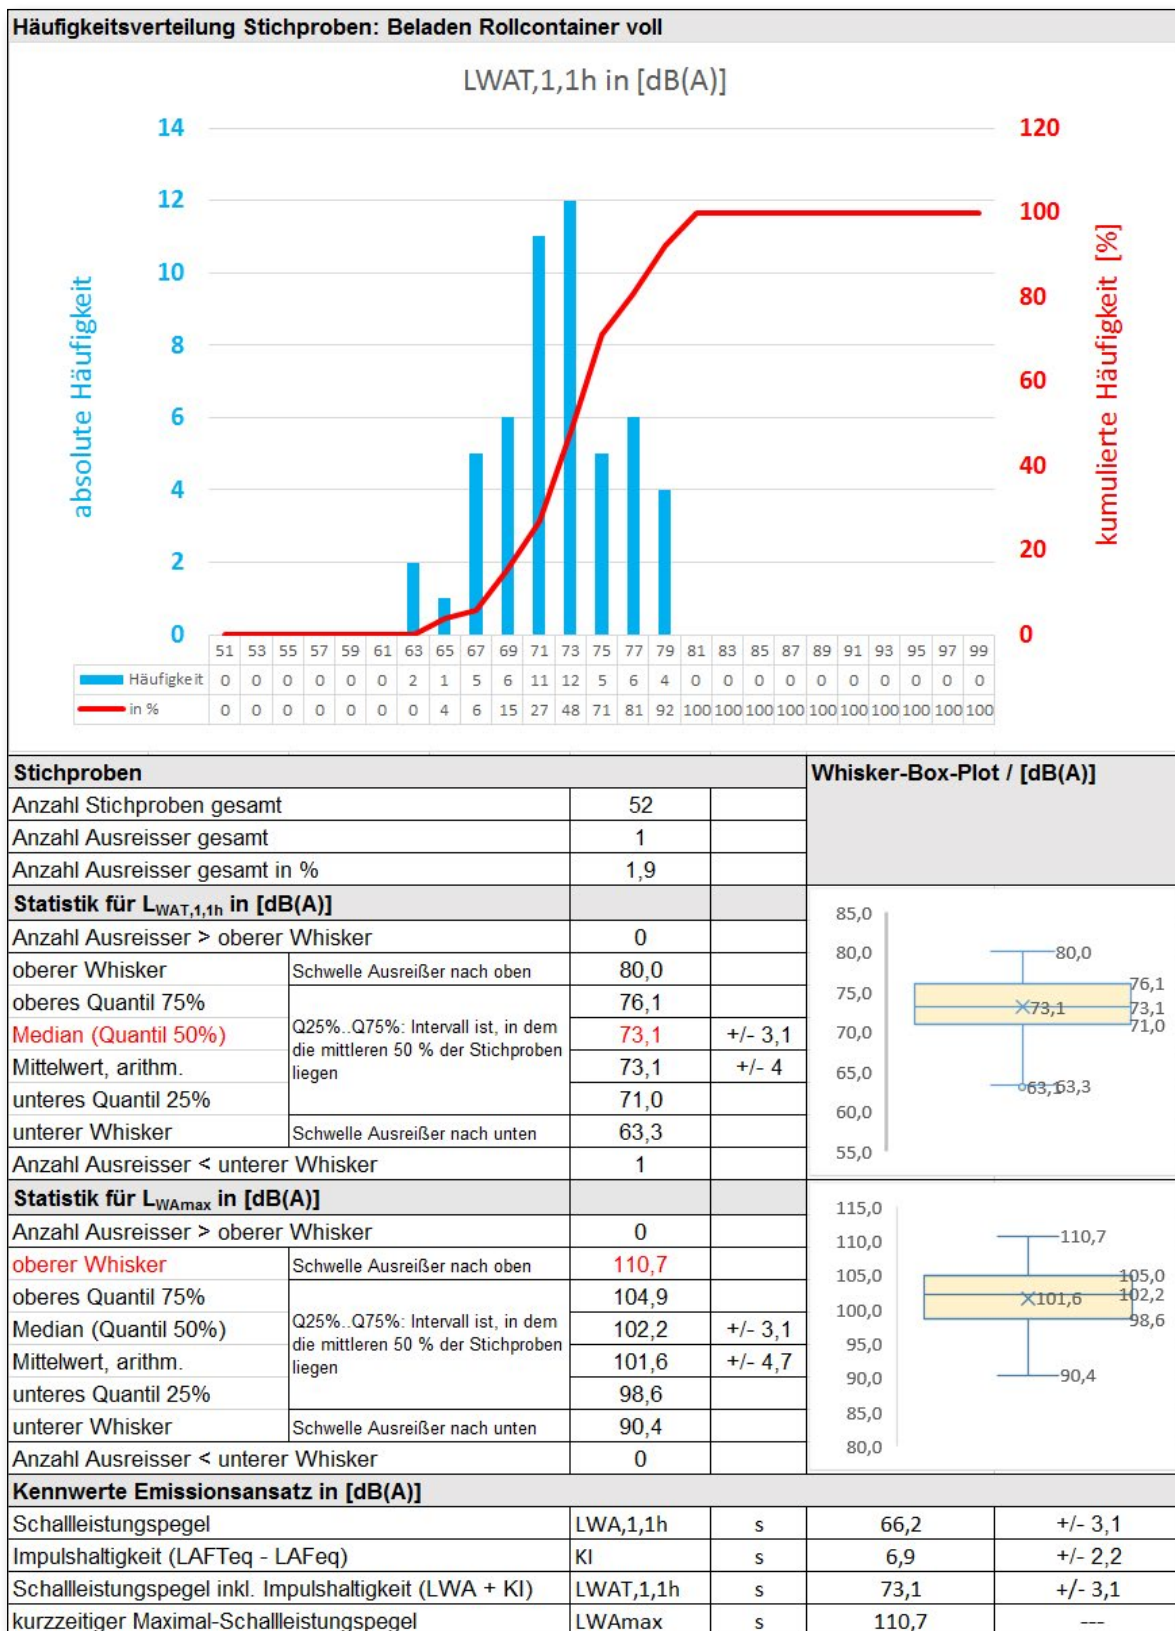 Häufigkeitsverteilung Stichproben: Beladen Rollcontainer voll
LWAT,1,1h in [dB(A)]
absolute Häufigkeit
14
12
10
8
6
4
2
0
120
100
80
60
40
20
0
kumulierte Häufigkeit [%]
51 53 55 57 59 61 63 65 67 69 71 73 75 77 79 81 83 85 87 89 91 93 95 97 99
Häufigkeit 0 0 0 0 0 0 2 1 5 6 11 12 5 6 4 0 0 0 0 0 0 0 0 0 0
in % 0 0 0 0 0 0 0 4 6 15 27 48 71 81 92 100 100 100 100 100 100 100 100 100 100
Stichproben Whisker-Box-Plot / [dB(A)]
Anzahl Stichproben gesamt 52
Anzahl Ausreisser gesamt 1
Anzahl Ausreisser gesamt in % 1,9
Statistik für LWAT,1,1h in [dB(A)]
Anzahl Ausreisser > oberer Whisker 0
oberer Whisker Schwelle Ausreißer nach oben 80,0
oberes Quantil 75% 76,1
Median (Quantil 50%) 73,1 +/- 3,1
Q25%..Q75%: Intervall ist, in dem
die mittleren 50 % der Stichproben
liegen
Mittelwert, arithm. 73,1 +/- 4
unteres Quantil 25% 71,0
unterer Whisker Schwelle Ausreißer nach unten 63,3
Anzahl Ausreisser < unterer Whisker 1
85,0
80,0
75,0
70,0
65,0
60,0
55,0
80,0
76,1
73,1
73,1
71,0
63,1
63,3
Statistik für LWAmax in [dB(A)]
Anzahl Ausreisser > oberer Whisker 0
oberer Whisker Schwelle Ausreißer nach oben 110,7
oberes Quantil 75% 104,9
Median (Quantil 50%) 102,2 +/- 3,1
Q25%..Q75%: Intervall ist, in dem
die mittleren 50 % der Stichproben
liegen
Mittelwert, arithm. 101,6 +/- 4,7
unteres Quantil 25% 98,6
unterer Whisker Schwelle Ausreißer nach unten 90,4
Anzahl Ausreisser < unterer Whisker 0
115,0
110,0
105,0
100,0
95,0
90,0
85,0
80,0
110,7
105,0
102,2
101,6
98,6
90,4
Kennwerte Emissionsansatz in [dB(A)]
Schallleistungspegel LWA,1,1h s 66,2 +/- 3,1
Impulshaltigkeit (LAFTeq - LAFeq) KI s 6,9 +/- 2,2
Schallleistungspegel inkl. Impulshaltigkeit (LWA + KI) LWAT,1,1h s 73,1 +/- 3,1
kurzzeitiger Maximal-Schallleistungspegel LWAmax s 110,7 ---